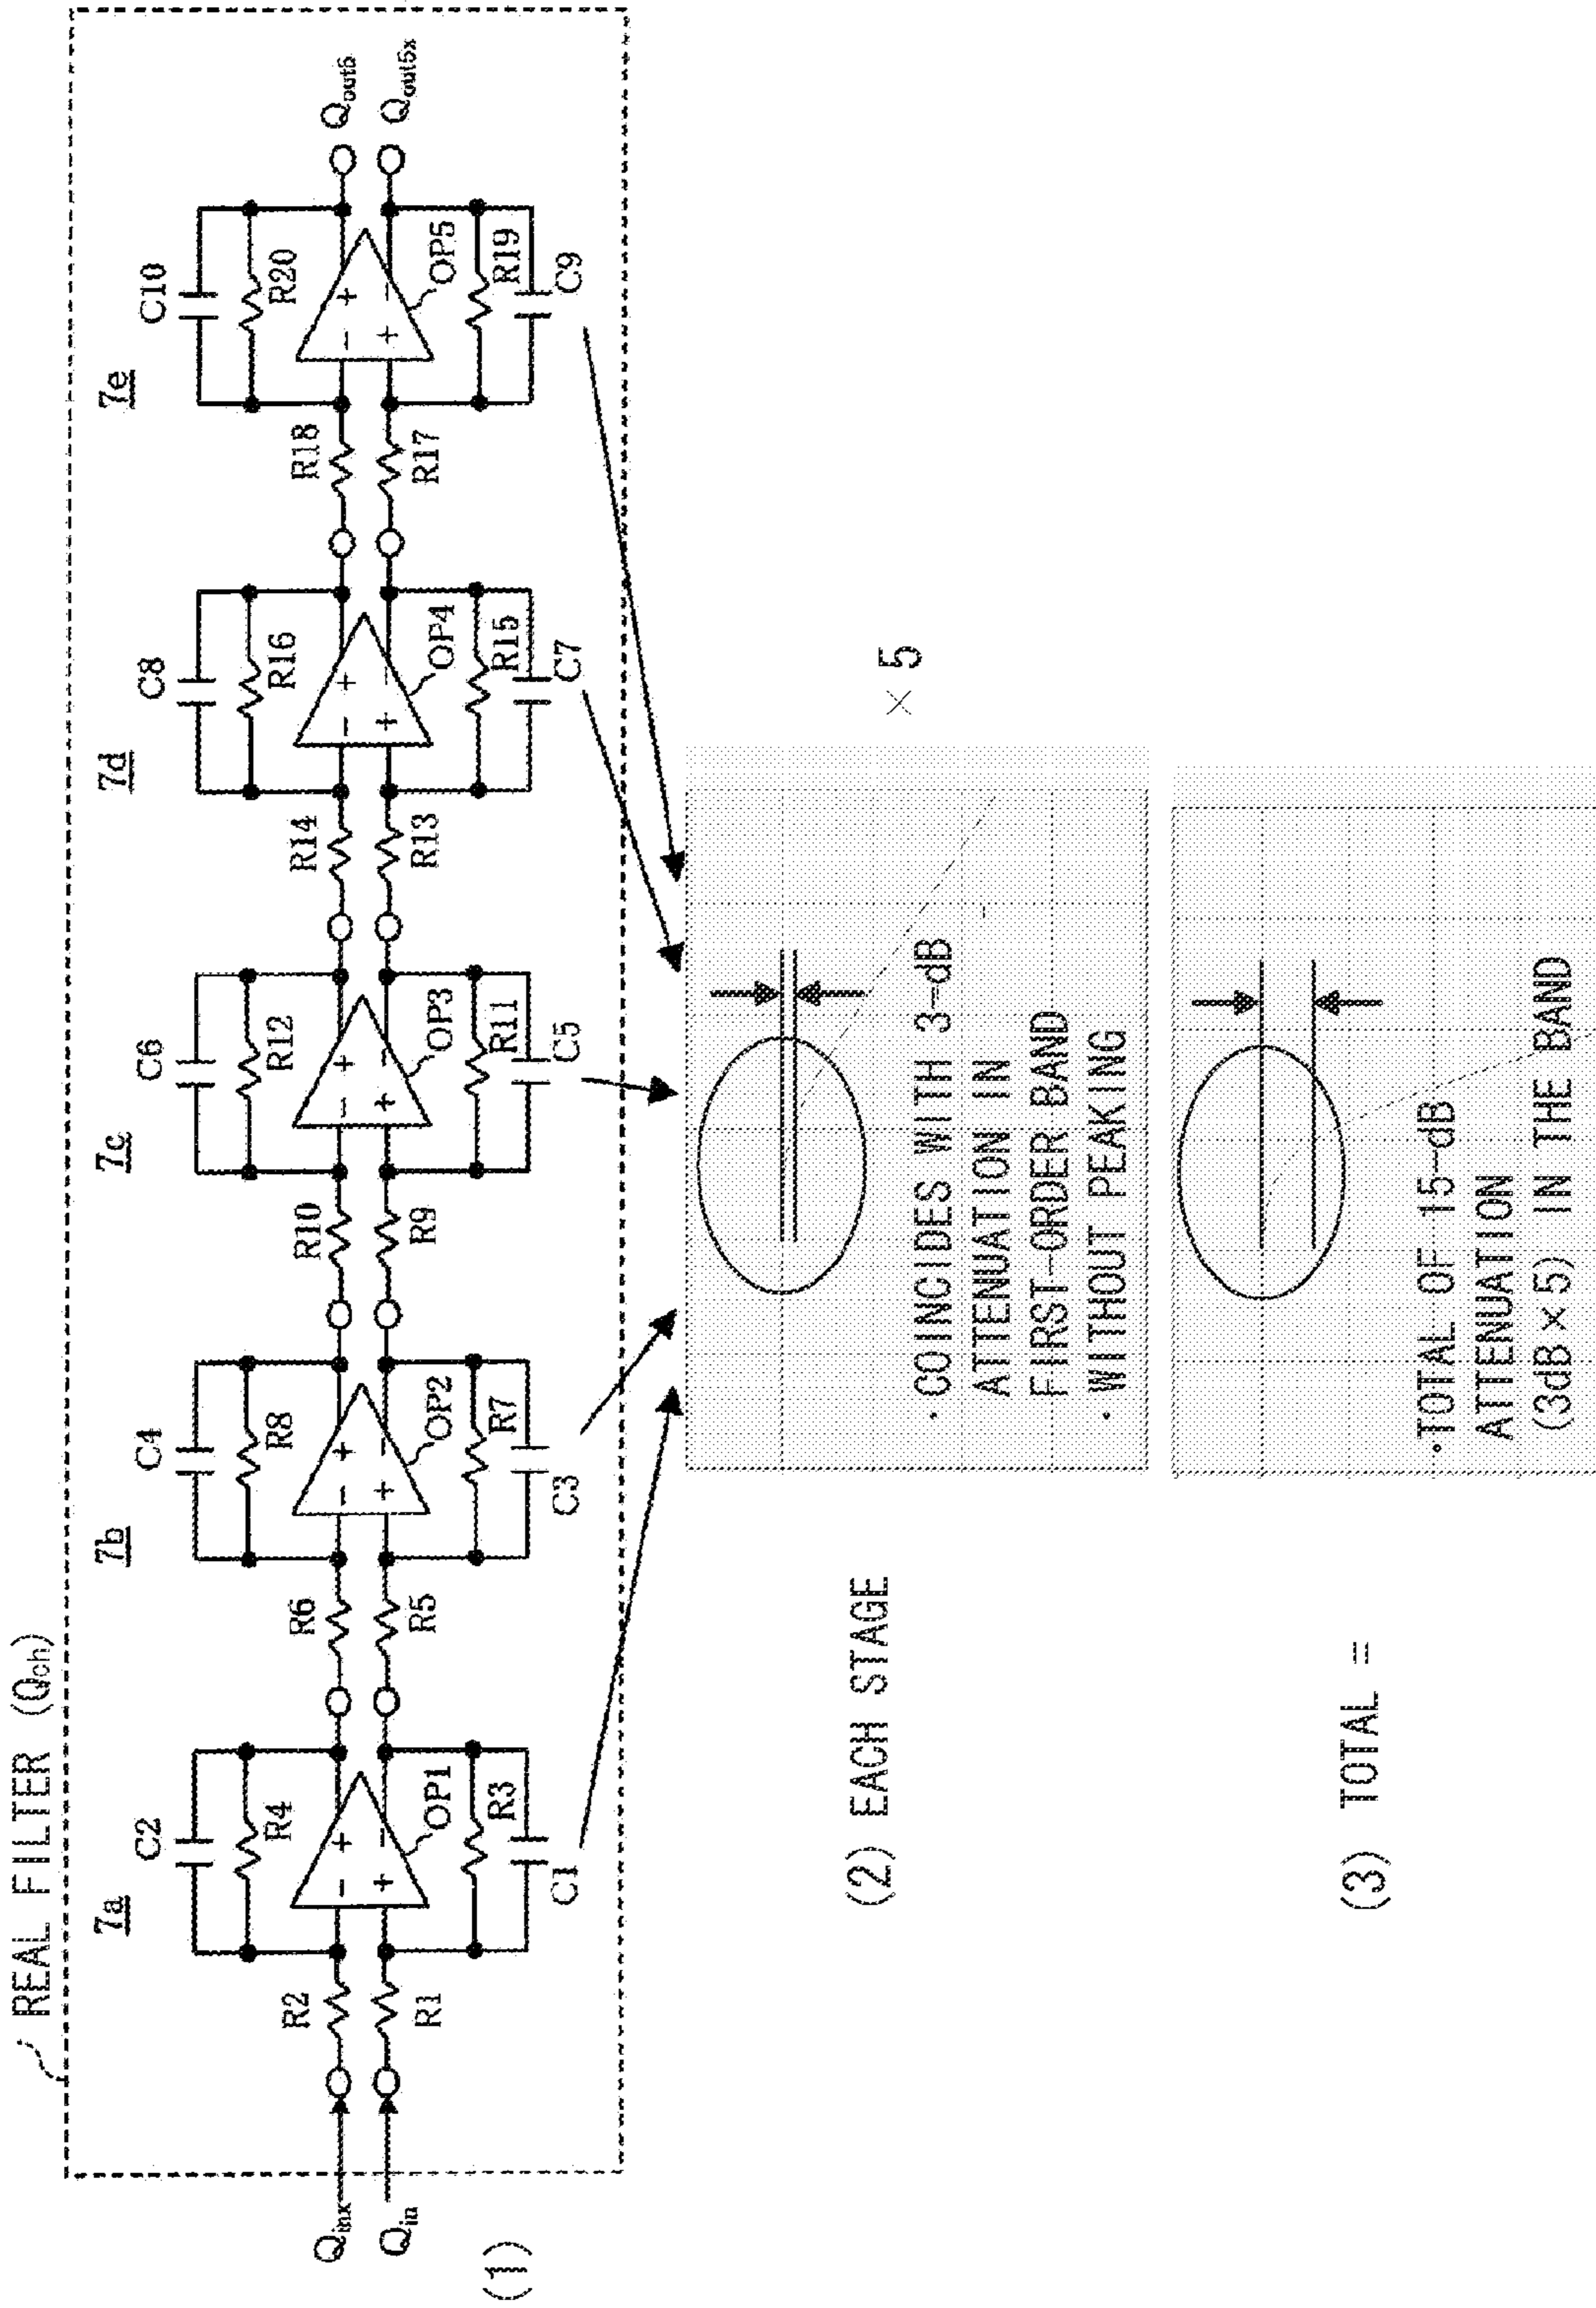 REAL FILTER (Qch)
7a
7b
7c
7d
7e
C2
C4
C6
C8
C10
R4
R8
R12
R16
R20
R2
R6
R10
R14
R18
Qinx
Qin
- +
+ -
- +
+ -
- +
+ -
- +
+ -
- +
+ -
Qout5
Qout5x
OP1
OP2
OP3
OP4
OP5
R1
R5
R9
R13
R17
R3
R7
R11
R15
R19
C1
C3
C5
C7
C9
(1)
(2) EACH STAGE
· COINCIDES WITH 3-dB
ATTENUATION IN
FIRST-ORDER BAND
· WITHOUT PEAKING
× 5
(3) TOTAL =
·TOTAL OF 15-dB
ATTENUATION
(3dB × 5) IN THE BAND